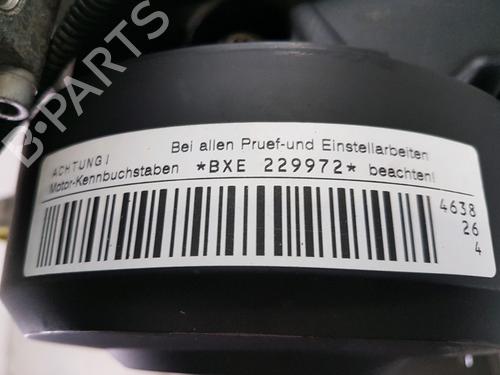 B-PARTS
ACHTUNG! Bei allen Pruef-und Einstellarbeiten
Motor-Kennbuchstaben *BXE 229972* beachten!
4638
26
4